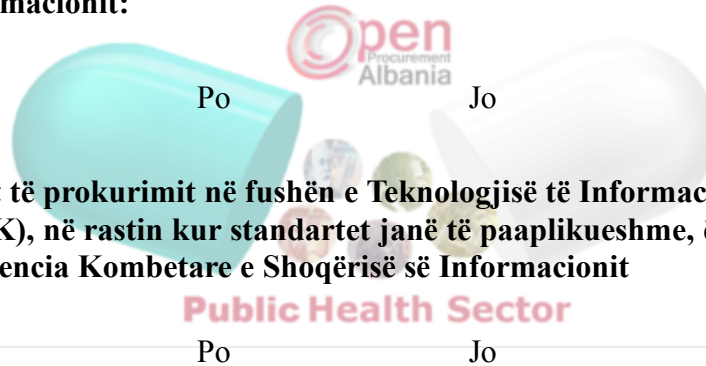 macionit:
Open
Procurement
Albania
Po Jo
t të prokurimit në fushën e Teknologjisë të Informac
K), në rastin kur standartet janë të paaplikueshme,
encia Kombetare e Shoqërisë së Informacionit
Public Health Sector
Po Jo